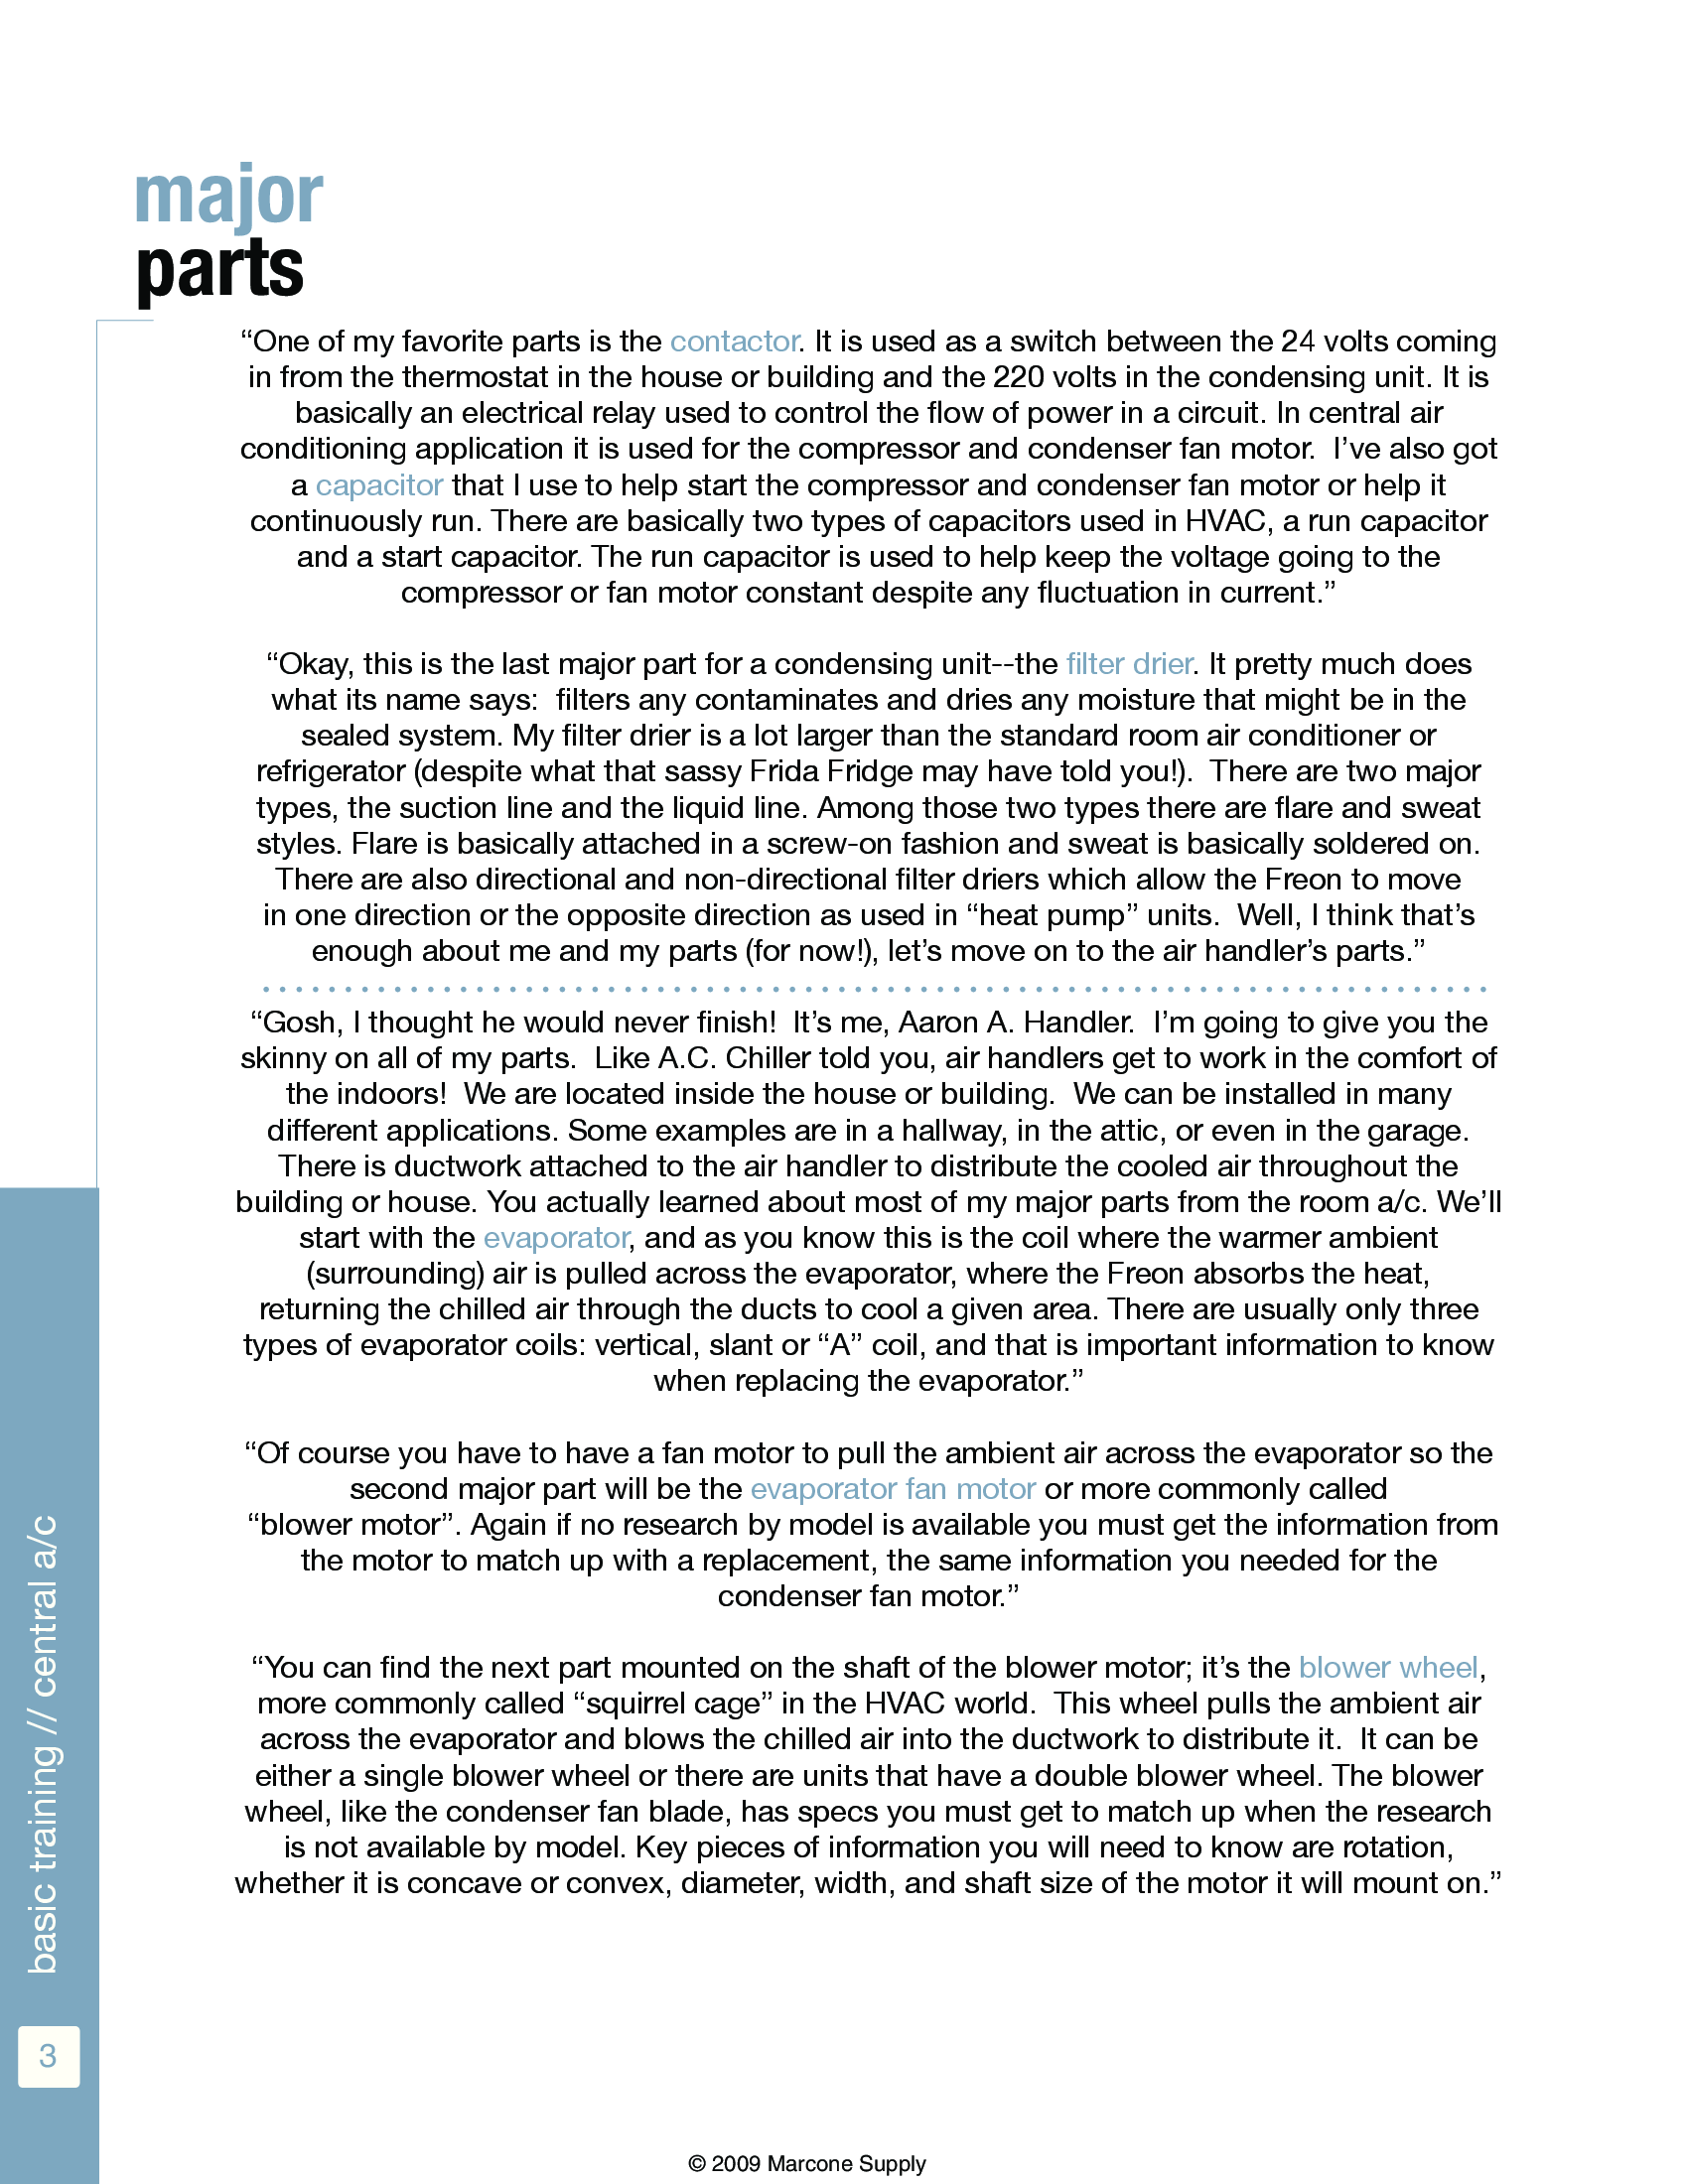 major
parts
“One of my favorite parts is the contactor. It is used as a switch between the 24 volts coming
in from the thermostat in the house or building and the 220 volts in the condensing unit. It is
basically an electrical relay used to control the flow of power in a circuit. In central air
conditioning application it is used for the compressor and condenser fan motor.  I’ve also got
a capacitor that I use to help start the compressor and condenser fan motor or help it
continuously run. There are basically two types of capacitors used in HVAC, a run capacitor
and a start capacitor. The run capacitor is used to help keep the voltage going to the
compressor or fan motor constant despite any fluctuation in current.”
“Okay, this is the last major part for a condensing unit--the filter drier. It pretty much does
what its name says:  filters any contaminates and dries any moisture that might be in the
sealed system. My filter drier is a lot larger than the standard room air conditioner or
refrigerator (despite what that sassy Frida Fridge may have told you!).  There are two major
types, the suction line and the liquid line. Among those two types there are flare and sweat
styles. Flare is basically attached in a screw-on fashion and sweat is basically soldered on.
There are also directional and non-directional filter driers which allow the Freon to move
in one direction or the opposite direction as used in “heat pump” units.  Well, I think that’s
enough about me and my parts (for now!), let’s move on to the air handler’s parts.”
“Gosh, I thought he would never finish!  It’s me, Aaron A. Handler.  I’m going to give you the
skinny on all of my parts.  Like A.C. Chiller told you, air handlers get to work in the comfort of
the indoors!  We are located inside the house or building.  We can be installed in many
different applications. Some examples are in a hallway, in the attic, or even in the garage.
There is ductwork attached to the air handler to distribute the cooled air throughout the
building or house. You actually learned about most of my major parts from the room a/c. We’ll
start with the evaporator, and as you know this is the coil where the warmer ambient
(surrounding) air is pulled across the evaporator, where the Freon absorbs the heat,
returning the chilled air through the ducts to cool a given area. There are usually only three
types of evaporator coils: vertical, slant or “A” coil, and that is important information to know
when replacing the evaporator.”
“Of course you have to have a fan motor to pull the ambient air across the evaporator so the
second major part will be the evaporator fan motor or more commonly called
“blower motor”. Again if no research by model is available you must get the information from
the motor to match up with a replacement, the same information you needed for the
condenser fan motor.”
“You can find the next part mounted on the shaft of the blower motor; it’s the blower wheel,
more commonly called “squirrel cage” in the HVAC world.  This wheel pulls the ambient air
across the evaporator and blows the chilled air into the ductwork to distribute it.  It can be
either a single blower wheel or there are units that have a double blower wheel. The blower
wheel, like the condenser fan blade, has specs you must get to match up when the research
is not available by model. Key pieces of information you will need to know are rotation,
whether it is concave or convex, diameter, width, and shaft size of the motor it will mount on.”
basic training // central a/c
3
© 2009 Marcone Supply